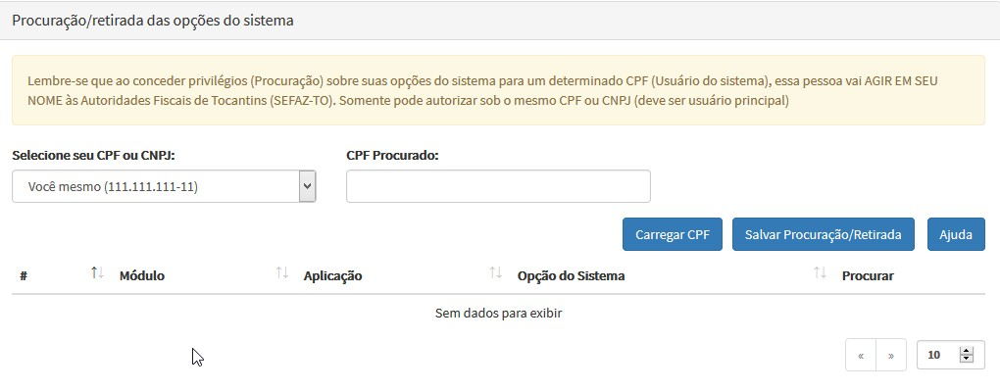 Procuração/retirada das opções do sistema
Lembre-se que ao conceder privilégios (Procuração) sobre suas opções do sistema para um determinado CPF (Usuário do sistema), essa pessoa vai AGIR EM SEU
NOME às Autoridades Fiscais de Tocantins (SEFAZ-TO). Somente pode autorizar sob o mesmo CPF ou CNPJ (deve ser usuário principal)
Selecione seu CPF ou CNPJ: CPF Procurado:
Você mesmo (111.111.111-11)
Carregar CPF Salvar Procuração/Retirada Ajuda
# Módulo Aplicação Opção do Sistema Procurar
Sem dados para exibir
« » 10